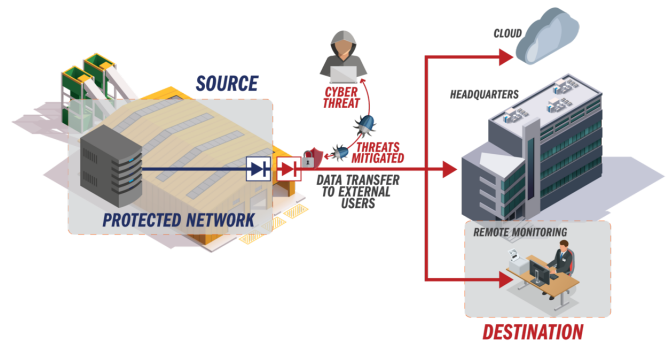 CLOUD
SOURCE
CYBER
THREAT
HEADQUARTERS
THREATS
MITIGATED
DATA TRANSFER
TO EXTERNAL
USERS
PROTECTED NETWORK
REMOTE MONITORING
DESTINATION